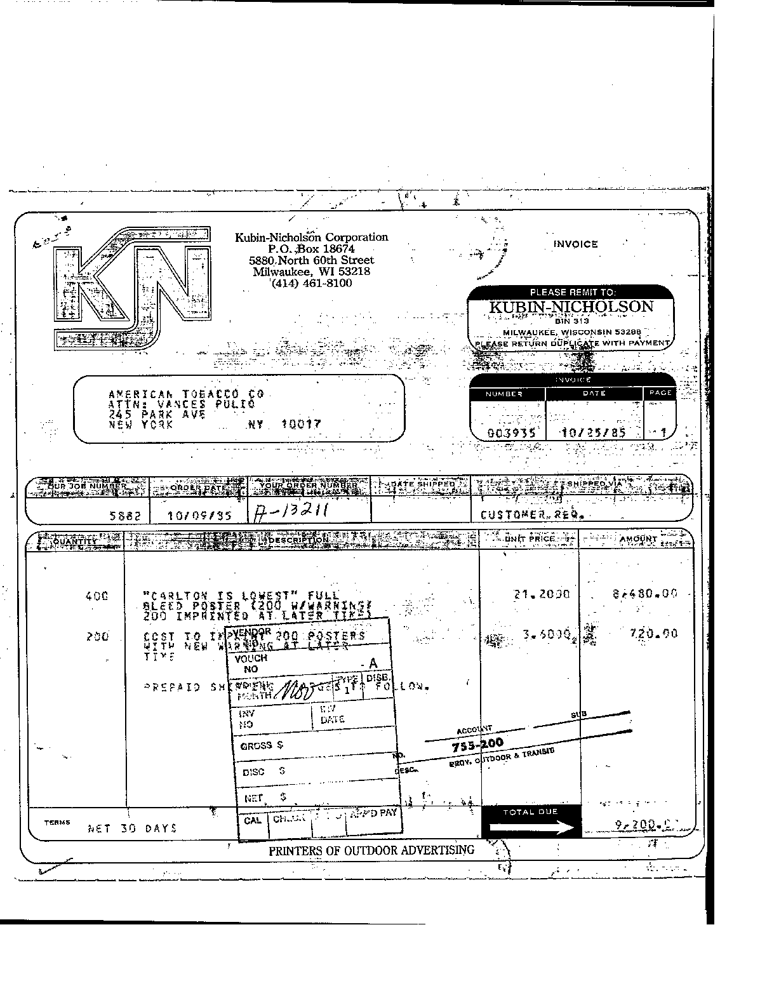 KN
Kubin-Nicholson Corporation
P.O. Box 18674
5880 North 60th Street
Milwaukee, WI 53218
(414) 461-8100
INVOICE
PLEASE REMIT TO:
KUBIN-NICHOLSON
BIN 313
MILWAUKEE, WISCONSIN 53288
PLEASE RETURN DUPLICATE WITH PAYMENT
AMERICAN TOBACCO CO
ATTN: VANCES PULIO
245 PARK AVE
NEW YORK NY 10017
INVOICE
NUMBER DATE PAGE
003935 10/25/85 1
OUR JOB NUMBER ORDER DATE YOUR ORDER NUMBER DATE SHIPPED SHIPPED VIA
5882 10/09/85 A-13211 CUSTOMER REQ.
QUANTITY DESCRIPTION UNIT PRICE AMOUNT
400 "CARLTON IS LOWEST" FULL 21.2000 8,480.00
BLEED POSTER (200 W/WARNING/
200 IMPRINTED AT LATER TIME)
200 COST TO IMPRINT 200 POSTERS 3.6000 720.00
WITH NEW WARNING AT LATER
TIME
PREPAID FOLLOW.
VENDOR
NO
VOUCH
NO
- A
MONTH Nov TYPE 1 DISB.
INV
NO
INV
DATE
GROSS $
DISC $
NET $
CAL APP'D PAY
ACCOUNT SUB
NO. 755-200
DESC. PROV. OUTDOOR & TRANSIT
TERMS NET 30 DAYS
TOTAL DUE
9,200.
PRINTERS OF OUTDOOR ADVERTISING